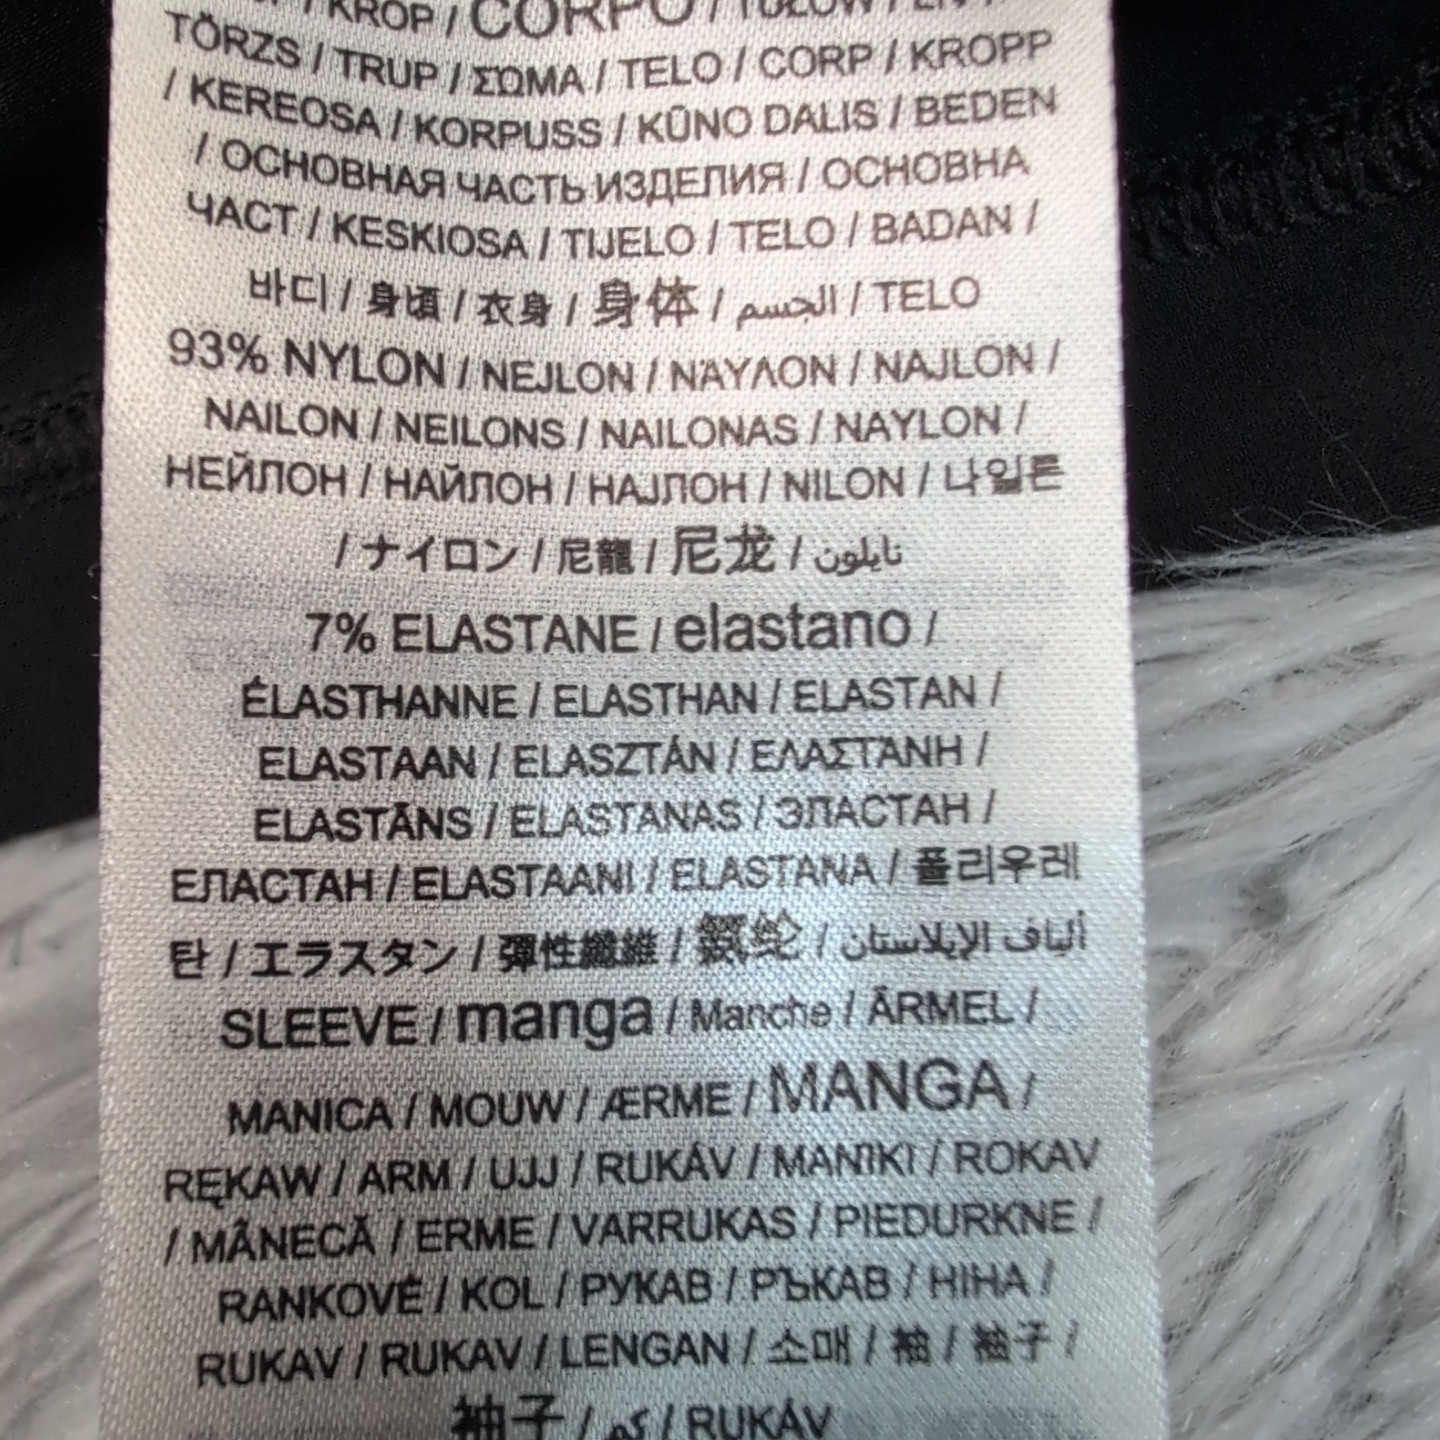 / KROP / CORPO / TUŁÓW /
TÖRZS / TRUP / ΣΩΜΑ / TELO / CORP / KROPP
/ KEREOSA / KORPUSS / KŪNO DALIS / BEDEN
/ ОСНОВНАЯ ЧАСТЬ ИЗДЕЛИЯ / ОСНОВНА
ЧАСТ / KESKIOSA / TIJELO / TELO / BADAN /
바디 / 身頃 / 衣身 / 身体 / الجسم / TELO
93% NYLON / NEJLON / ΝΑΥΛΟΝ / NAJLON /
NAILON / NEILONS / NAILONAS / NAYLON /
НЕЙЛОН / НАЙЛОН / НАЈЛОН / NILON / 나일론
/ ナイロン / 尼龍 / 尼龙 / نايلون
7% ELASTANE / elastano /
ÉLASTHANNE / ELASTHAN / ELASTAN /
ELASTAAN / ELASZTÁN / ΕΛΑΣΤΑΝΗ /
ELASTĀNS / ELASTANAS / ЭЛАСТАН /
ЕЛАСТАН / ELASTAANI / ELASTANA / 폴리우레
탄 / エラスタン / 彈性纖維 / 氨纶 / ألياف الإيلاستان
SLEEVE / manga / Manche / ÄRMEL /
MANICA / MOUW / ÆRME / MANGA /
RĘKAW / ARM / UJJ / RUKÁV / ΜΑΝΙΚΙ / ROKAV
/ MÂNECĂ / ERME / VARRUKAS / PIEDURKNE /
RANKOVĖ / KOL / РУКАВ / РЪКАВ / HIHA /
RUKAV / RUKAV / LENGAN / 소매 / 袖 / 袖子 /
袖子 / كم / RUKÁV